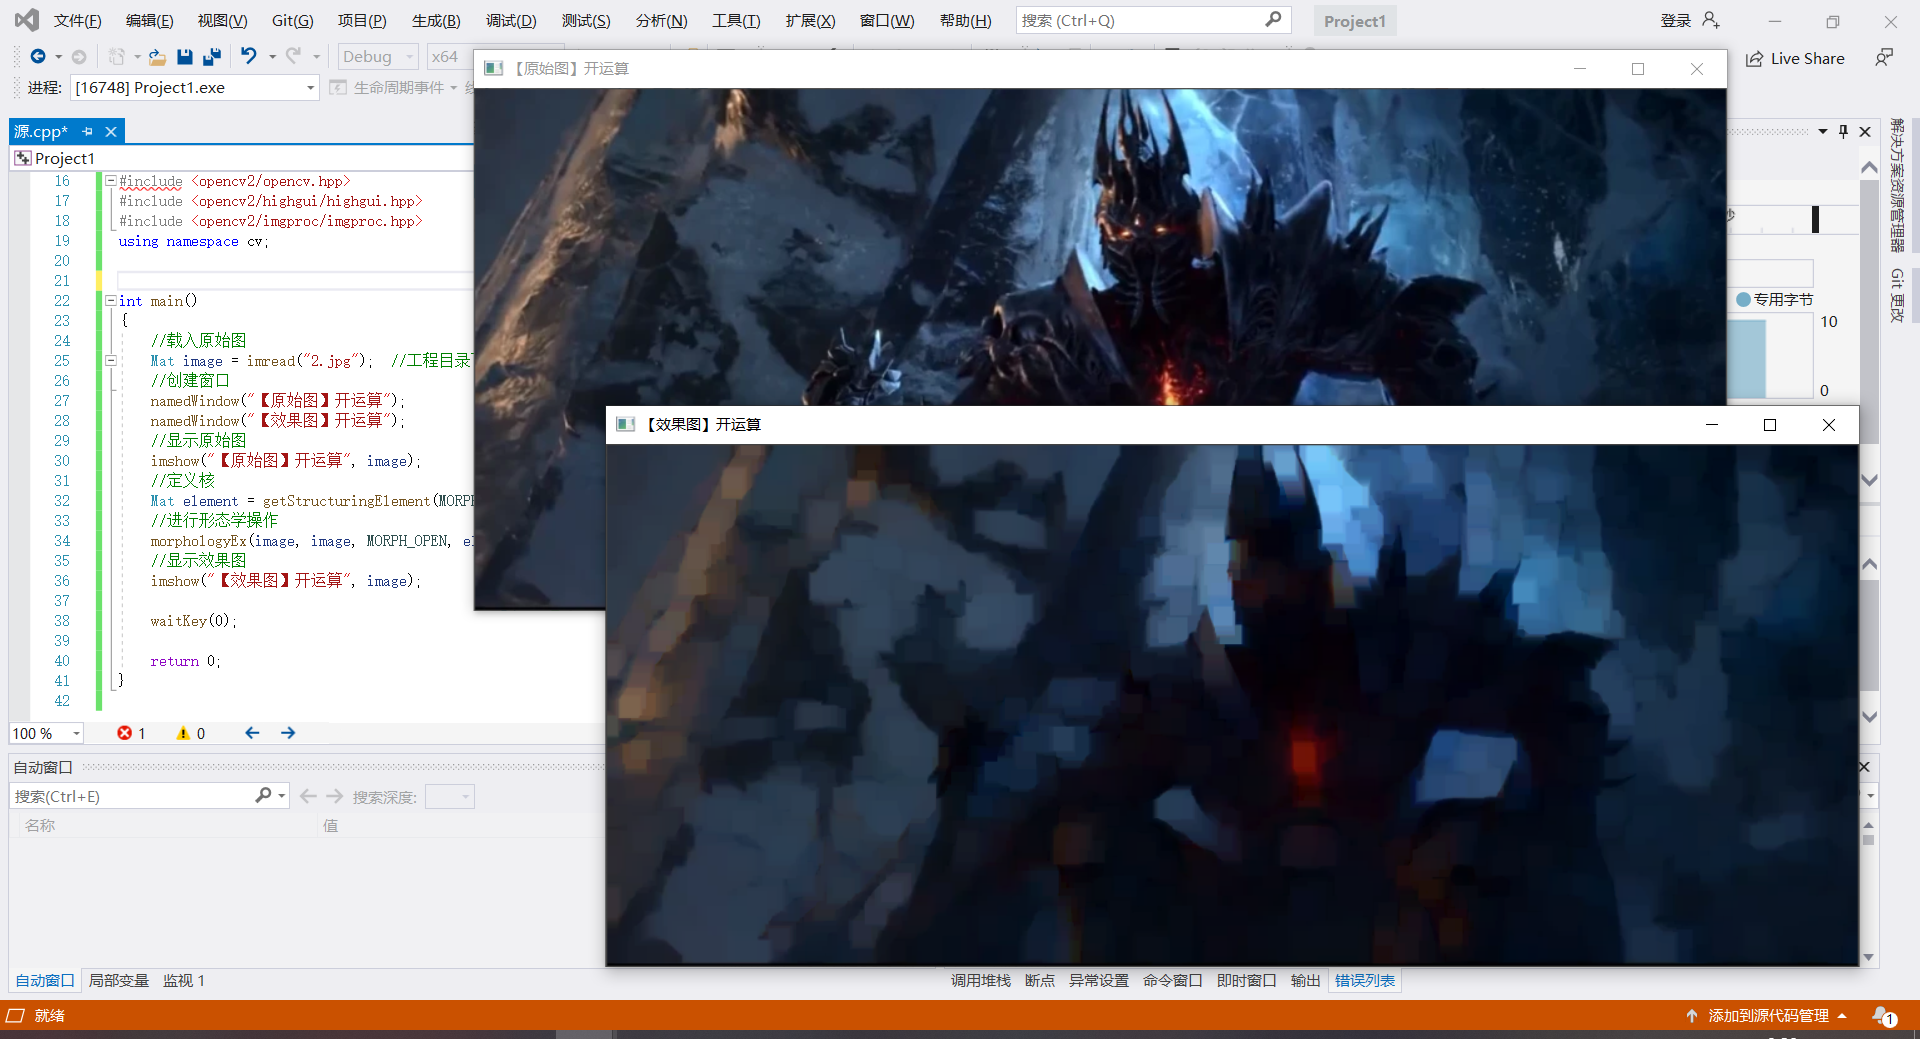 文件(F) 编辑(E) 视图(V) Git(G) 项目(P) 生成(B) 调试(D) 测试(S) 分析(N) 工具(T) 扩展(X) 窗口(W) 帮助(H) 搜索 (Ctrl+Q) Project1 登录
Debug x64
Live Share
进程: [16748] Project1.exe 生命周期事件
【原始图】开运算
源.cpp*
Project1
16 #include <opencv2/opencv.hpp>
17 #include <opencv2/highgui/highgui.hpp>
18 #include <opencv2/imgproc/imgproc.hpp>
19 using namespace cv;
20
21
22 int main()
23 {
24 //载入原始图
25 Mat image = imread("2.jpg"); //工程目录
26 //创建窗口
27 namedWindow("【原始图】开运算");
28 namedWindow("【效果图】开运算");
29 //显示原始图
30 imshow("【原始图】开运算", image);
31 //定义核
32 Mat element = getStructuringElement(MORP
33 //进行形态学操作
34 morphologyEx(image, image, MORPH_OPEN, e
35 //显示效果图
36 imshow("【效果图】开运算", image);
37
38 waitKey(0);
39
40 return 0;
41 }
42
【效果图】开运算
解决方案资源管理器
Git 更改
专用字节
10
0
100 % 1 0
自动窗口
搜索(Ctrl+E) 搜索深度:
名称 值
自动窗口 局部变量 监视 1
调用堆栈 断点 异常设置 命令窗口 即时窗口 输出 错误列表
就绪 添加到源代码管理 1